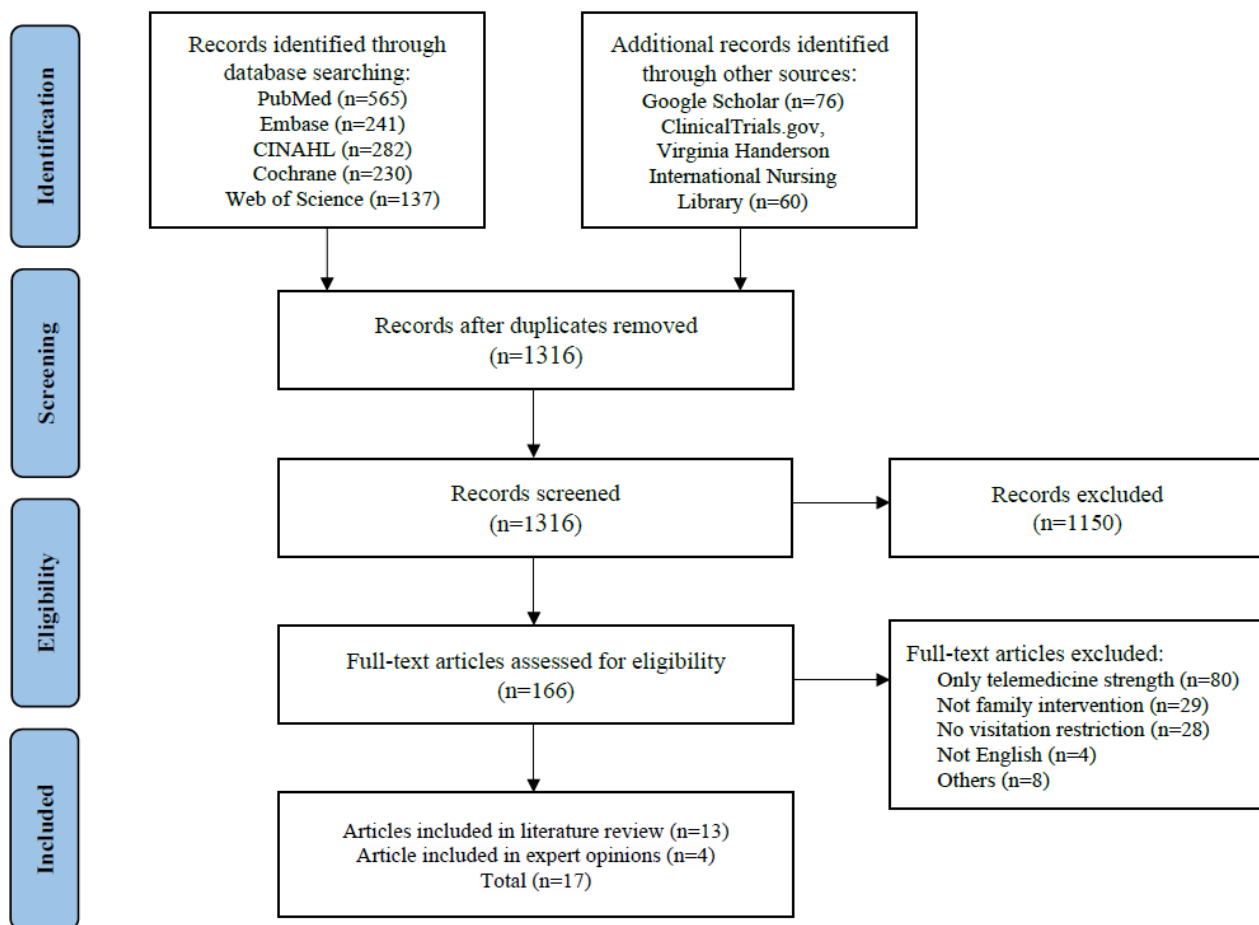 Identification
Records identified through
database searching:
PubMed (n=565)
Embase (n=241)
CINAHL (n=282)
Cochrane (n=230)
Web of Science (n=137)
Additional records identified
through other sources:
Google Scholar (n=76)
ClinicalTrials.gov,
Virginia Handerson
International Nursing
Library (n=60)
Screening
Records after duplicates removed
(n=1316)
Records screened
(n=1316)
Records excluded
(n=1150)
Eligibility
Full-text articles assessed for eligibility
(n=166)
Full-text articles excluded:
Only telemedicine strength (n=80)
Not family intervention (n=29)
No visitation restriction (n=28)
Not English (n=4)
Others (n=8)
Included
Articles included in literature review (n=13)
Article included in expert opinions (n=4)
Total (n=17)